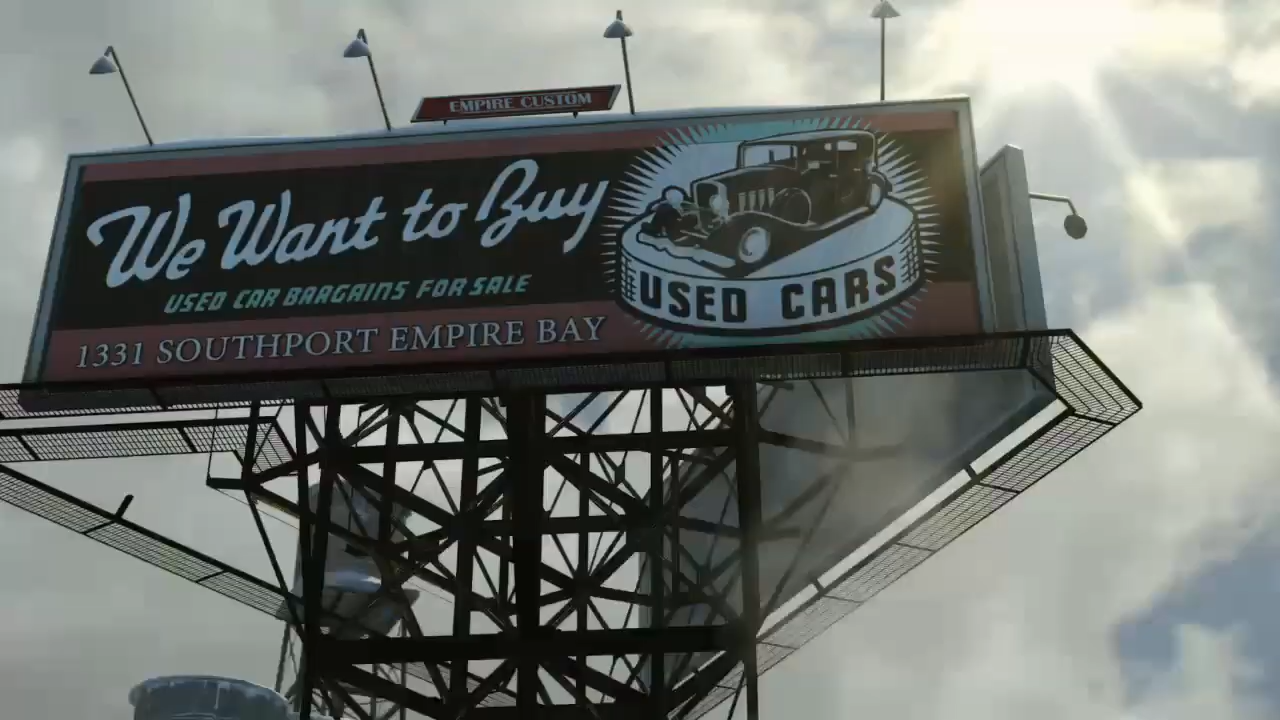 EMPIRE CUSTOM
We Want to Buy
USED CAR BARGAINS FOR SALE
1331 SOUTHPORT EMPIRE BAY
USED CARS